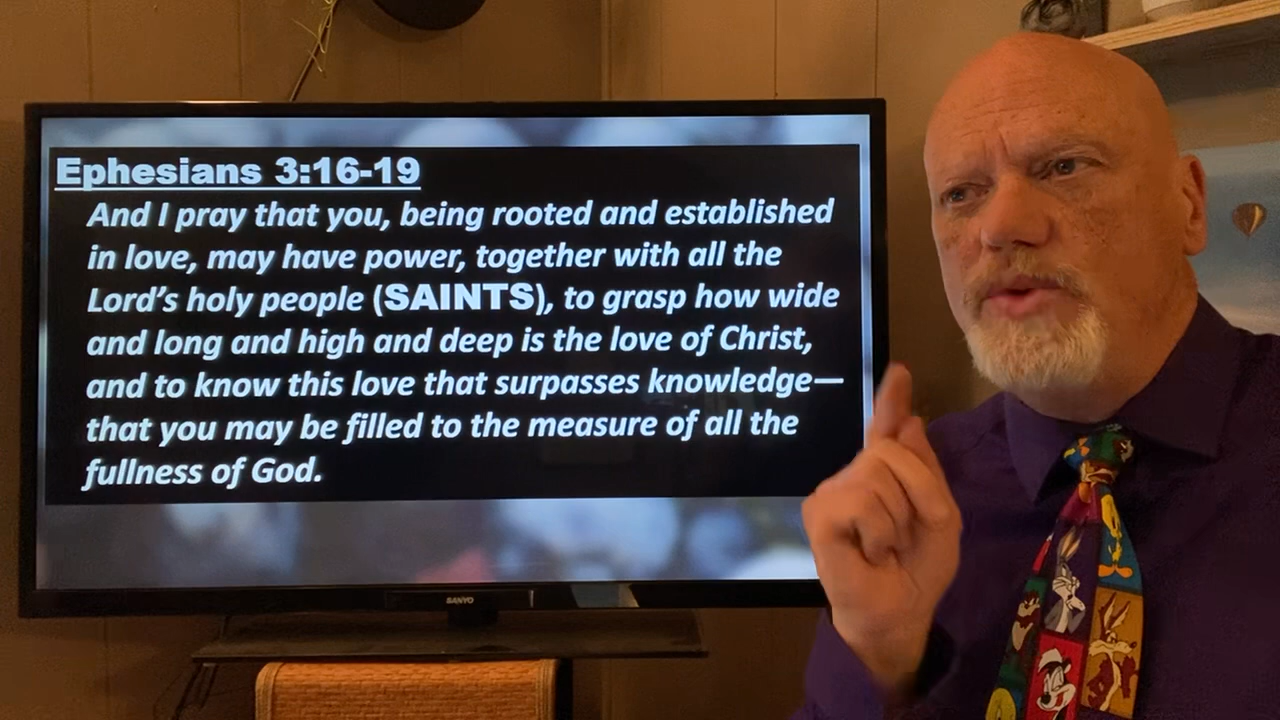 Ephesians 3:16-19
And I pray that you, being rooted and established
in love, may have power, together with all the
Lord's holy people (SAINTS), to grasp how wide
and long and high and deep is the love of Christ,
and to know this love that surpasses knowledge—
that you may be filled to the measure of all the
fullness of God.
SANYO